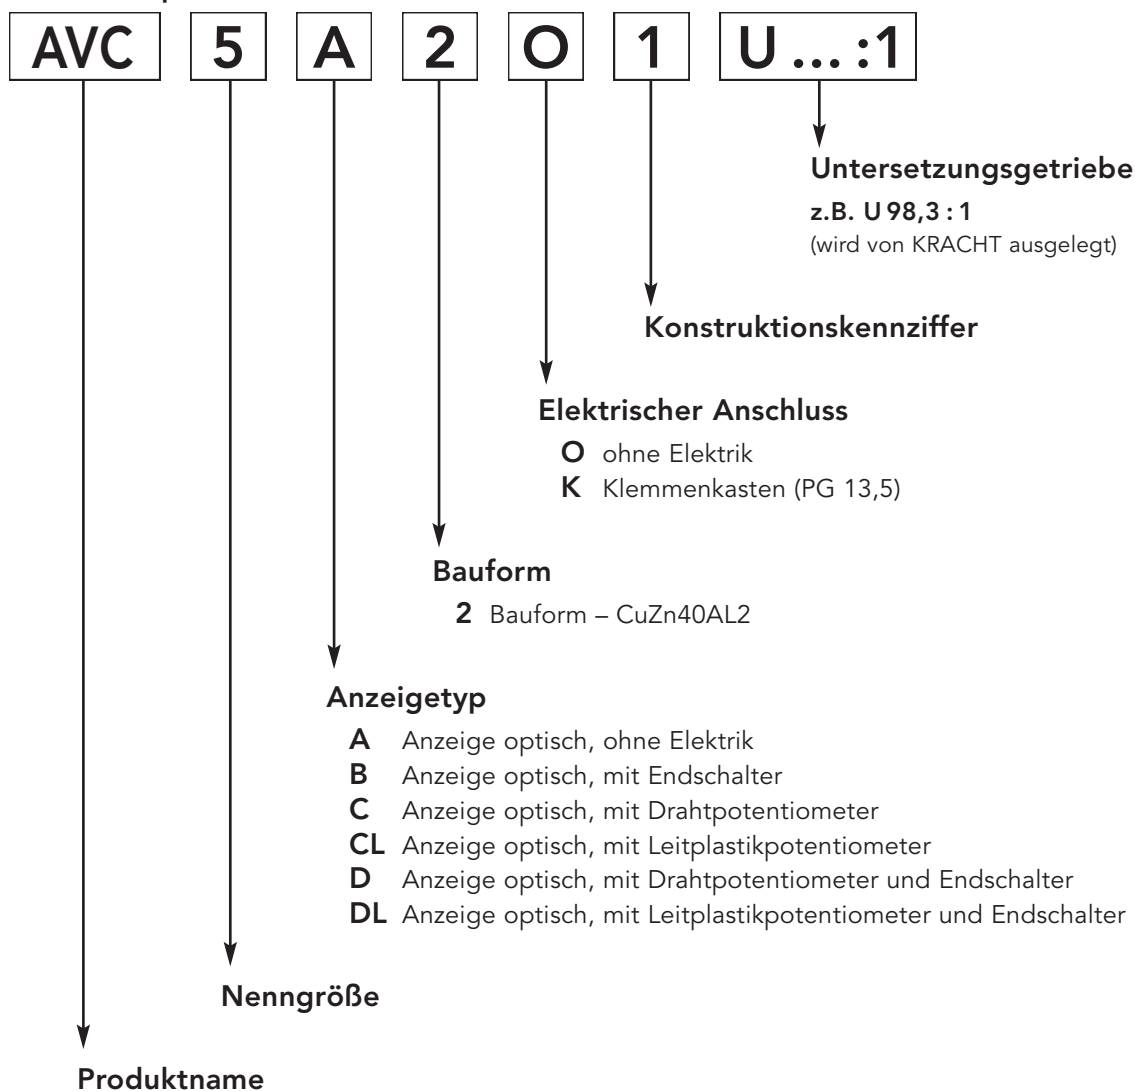 AVC 5 A 2 O 1 U ... :1
Untersetzungsgetriebe
z.B. U 98,3 : 1
(wird von KRACHT ausgelegt)
Konstruktionskennziffer
Elektrischer Anschluss
O ohne Elektrik
K Klemmenkasten (PG 13,5)
Bauform
2 Bauform – CuZn40AL2
Anzeigetyp
A Anzeige optisch, ohne Elektrik
B Anzeige optisch, mit Endschalter
C Anzeige optisch, mit Drahtpotentiometer
CL Anzeige optisch, mit Leitplastikpotentiometer
D Anzeige optisch, mit Drahtpotentiometer und Endschalter
DL Anzeige optisch, mit Leitplastikpotentiometer und Endschalter
Nenngröße
Produktname